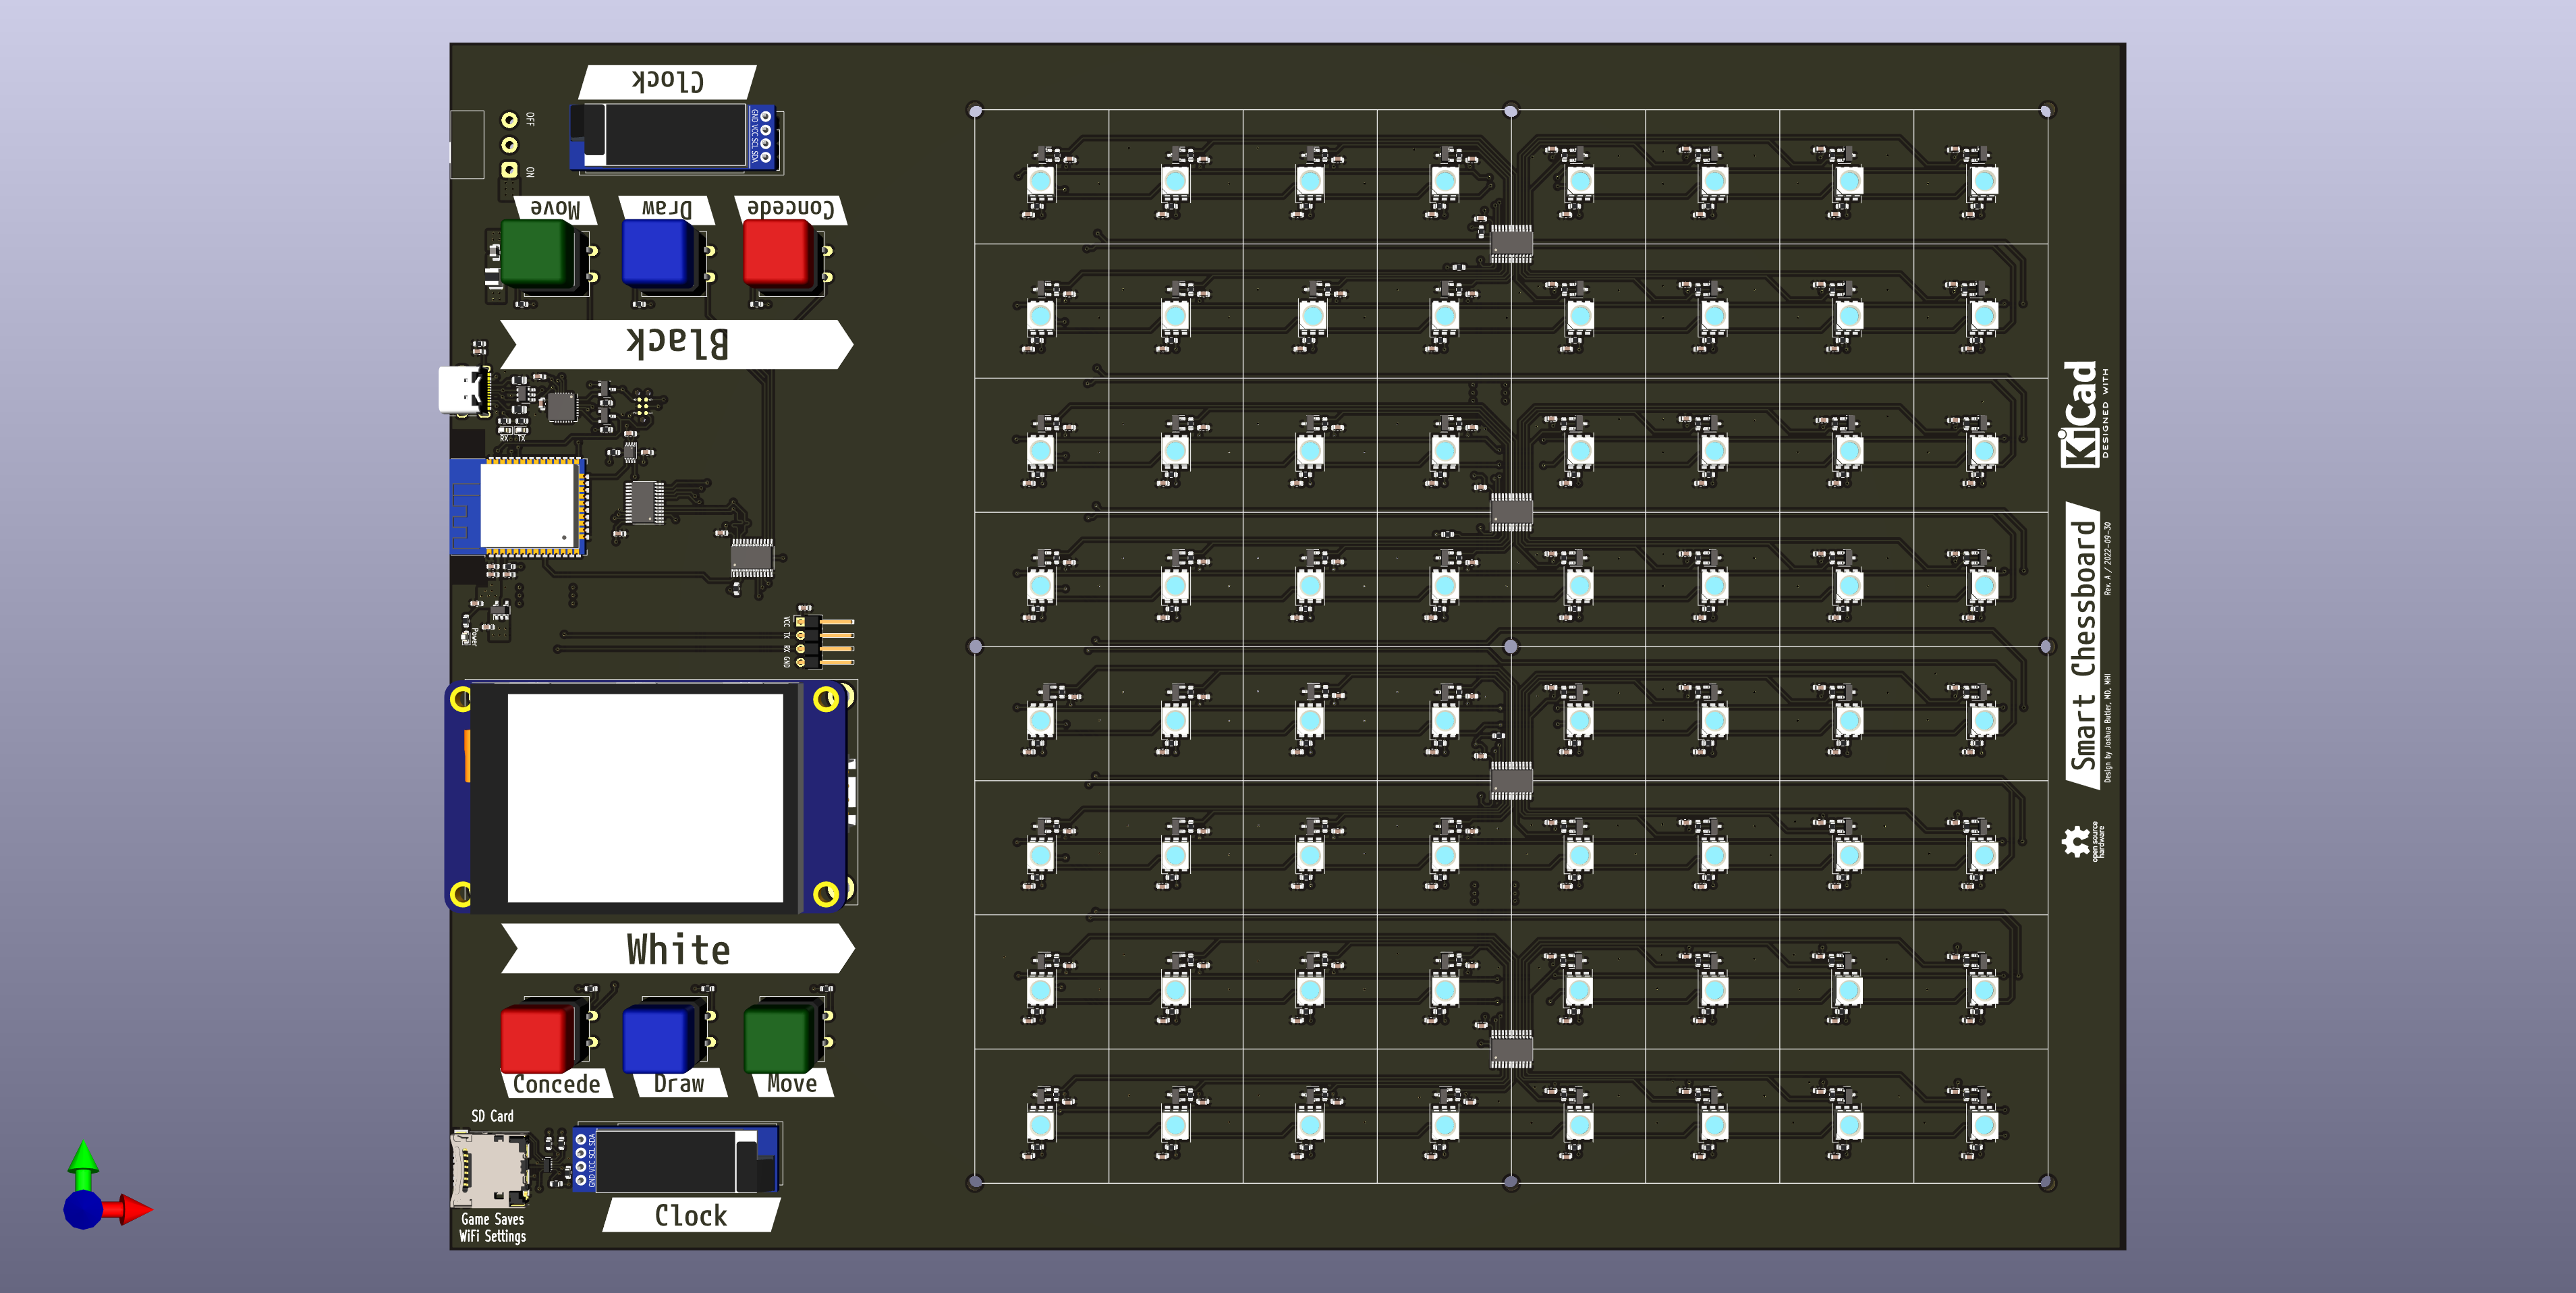 Clock
OFF
ON
GND VCC SCL SDA
Move
Draw
Concede
Black
RX
TX
Power
VCC
TX
RX
GND
White
Concede
Draw
Move
SD Card
GND VCC SCL SDA
Game Saves
WiFi Settings
Clock
KiCad
DESIGNED WITH
Smart Chessboard
Rev. A / 2022-09-30
Design by Joshua Butler, MD, MHI
open source
hardware